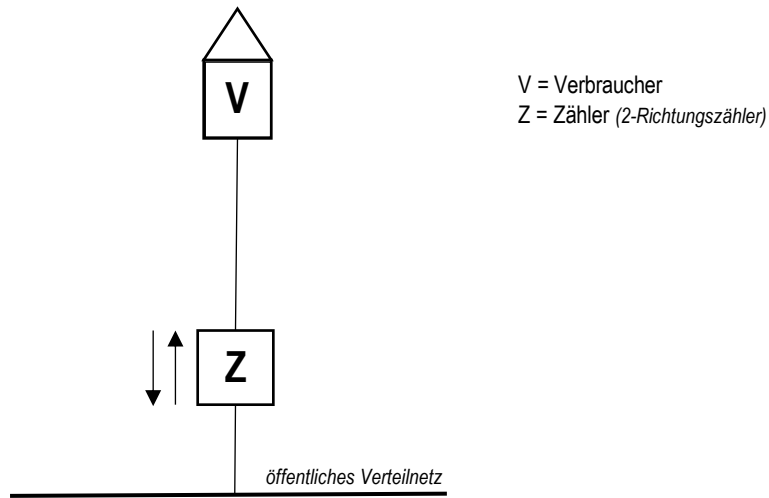 V
V = Verbraucher
Z = Zähler (2-Richtungszähler)
Z
öffentliches Verteilnetz